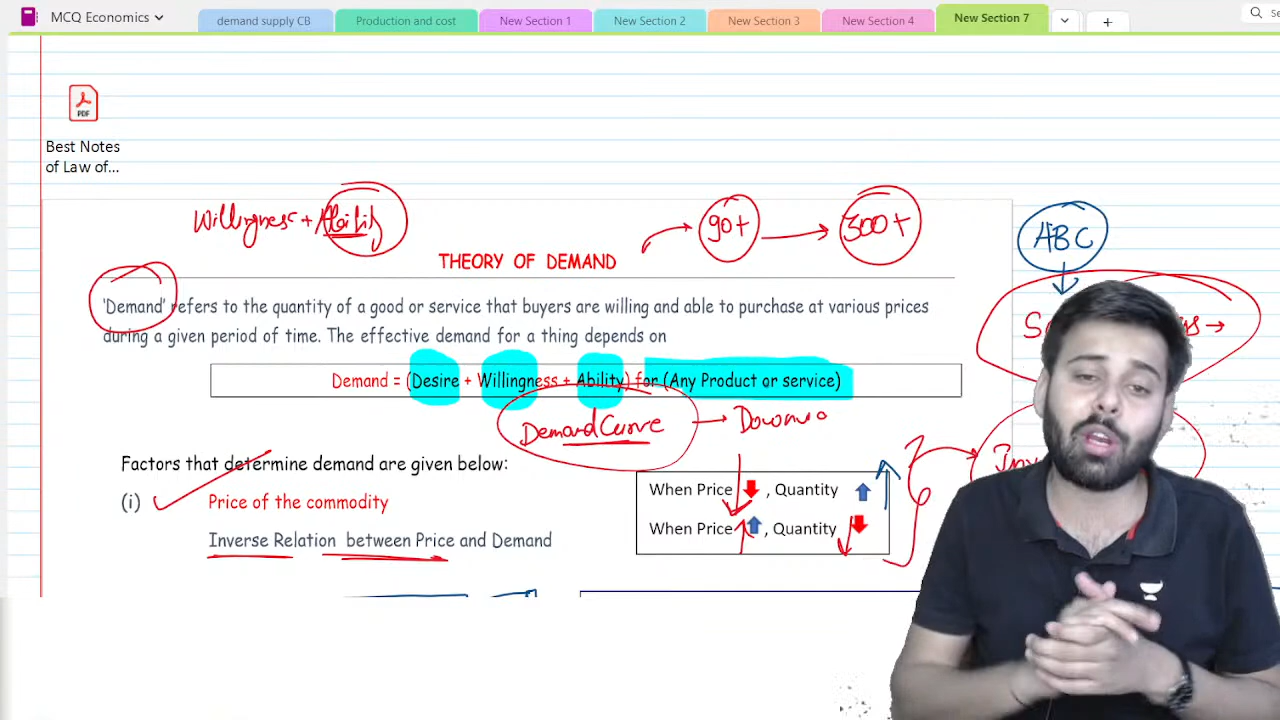 MCQ Economics
demand supply CB
Production and cost
New Section 1
New Section 2
New Section 3
New Section 4
New Section 7
+
PDF
Best Notes
of Law of...
Willingness + Ability
90+ 300+
ABC
THEORY OF DEMAND
'Demand' refers to the quantity of a good or service that buyers are willing and able to purchase at various prices
during a given period of time. The effective demand for a thing depends on
Demand = (Desire + Willingness + Ability) for (Any Product or service)
Demand Curve
Factors that determine demand are given below:
(i) Price of the commodity
When Price , Quantity
When Price , Quantity
Inverse Relation between Price and Demand